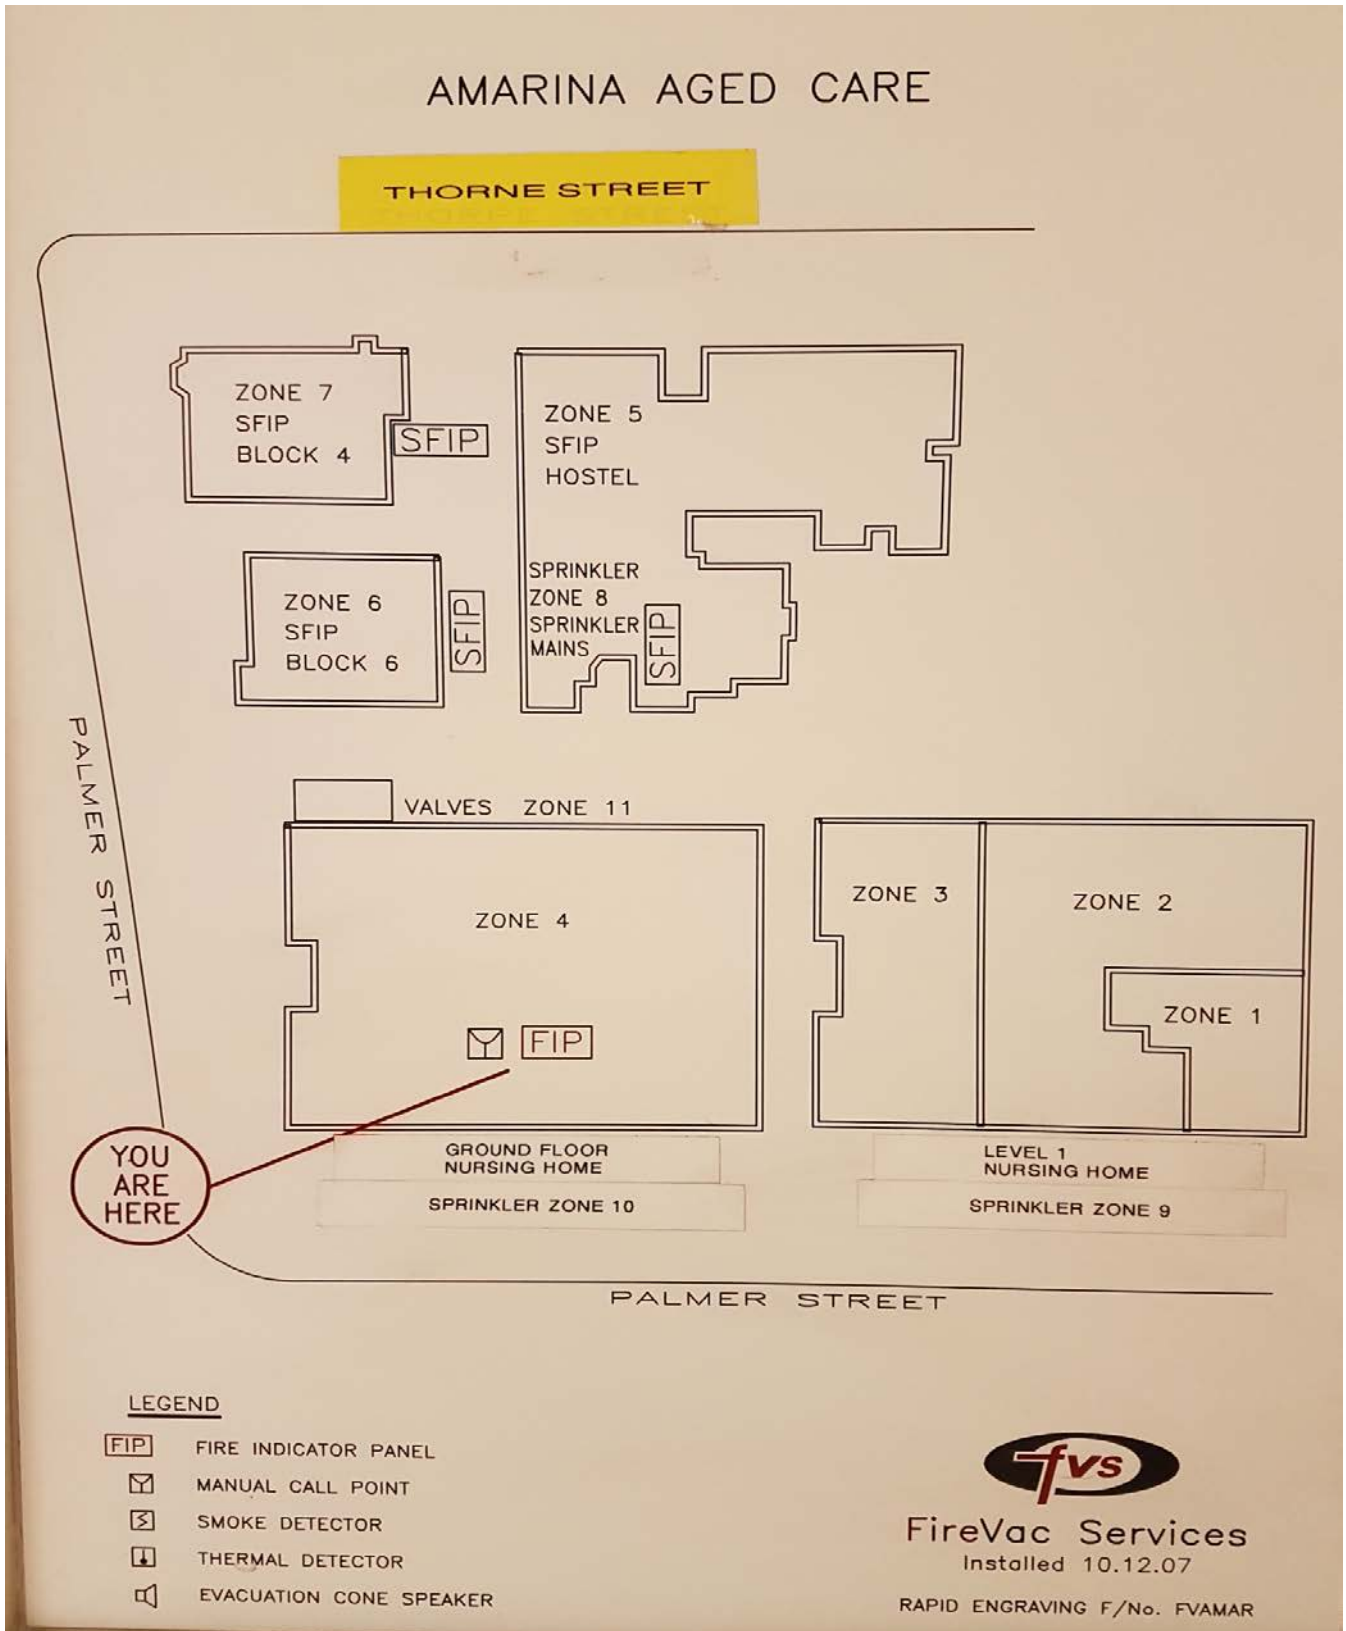 AMARINA AGED CARE
THORNE STREET
ZONE 7
SFIP
BLOCK 4
SFIP
ZONE 5
SFIP
HOSTEL
ZONE 6
SFIP
BLOCK 6
SFIP
SPRINKLER
ZONE 8
SPRINKLER
MAINS
SFIP
PALMER STREET
VALVES ZONE 11
ZONE 4
FIP
ZONE 3
ZONE 2
ZONE 1
YOU
ARE
HERE
GROUND FLOOR
NURSING HOME
SPRINKLER ZONE 10
LEVEL 1
NURSING HOME
SPRINKLER ZONE 9
PALMER STREET
LEGEND
FIP FIRE INDICATOR PANEL
MANUAL CALL POINT
S SMOKE DETECTOR
THERMAL DETECTOR
EVACUATION CONE SPEAKER
fvs
FireVac Services
Installed 10.12.07
RAPID ENGRAVING F/No. FVAMAR